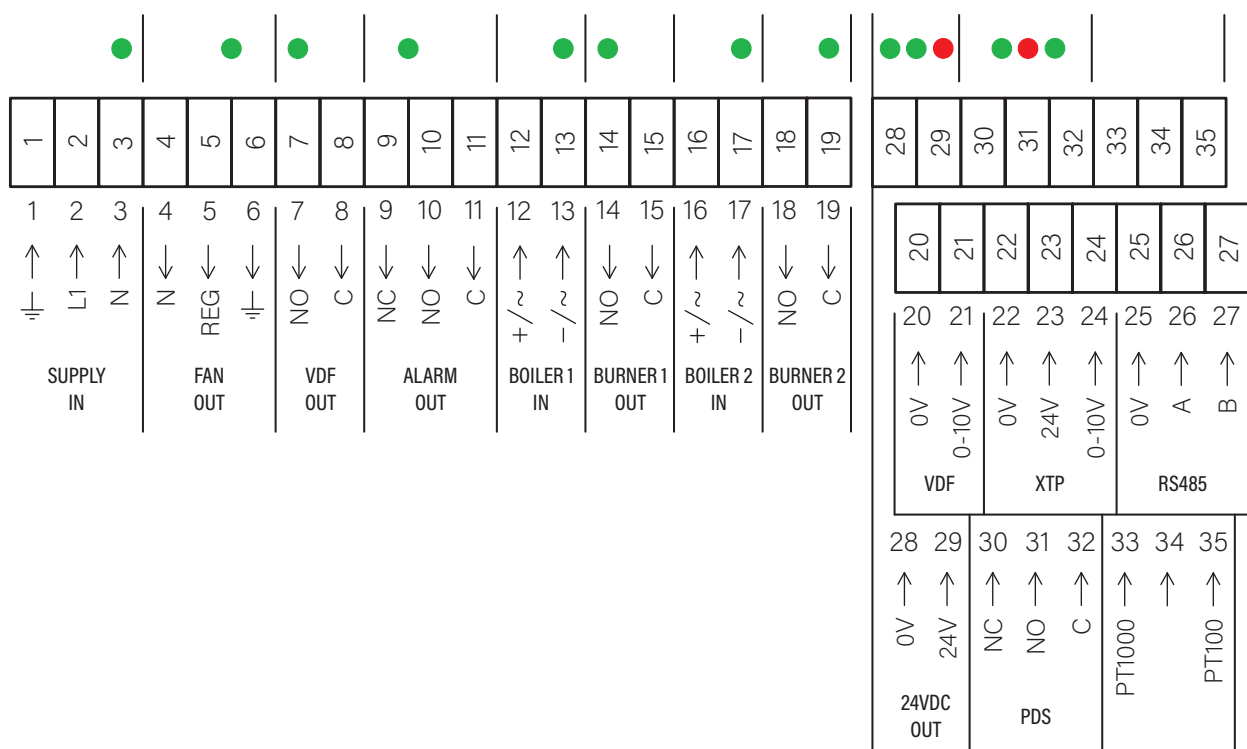 1 2 3 4 5 6 7 8 9 10 11 12 13 14 15 16 17 18 19
28 29 30 31 32 33 34 35
1 2 3 4 5 6 7 8 9 10 11 12 13 14 15 16 17 18 19
L1 N N REG NO C NC NO C +/~ -/~ NO C +/~ -/~ NO C
SUPPLY IN
FAN OUT
VDF OUT
ALARM OUT
BOILER 1 IN
BURNER 1 OUT
BOILER 2 IN
BURNER 2 OUT
20 21 22 23 24 25 26 27
20 21 22 23 24 25 26 27
0V 0-10V 0V 24V 0-10V 0V A B
VDF XTP RS485
28 29 30 31 32 33 34 35
0V 24V NC NO C PT1000 PT100
24VDC OUT
PDS